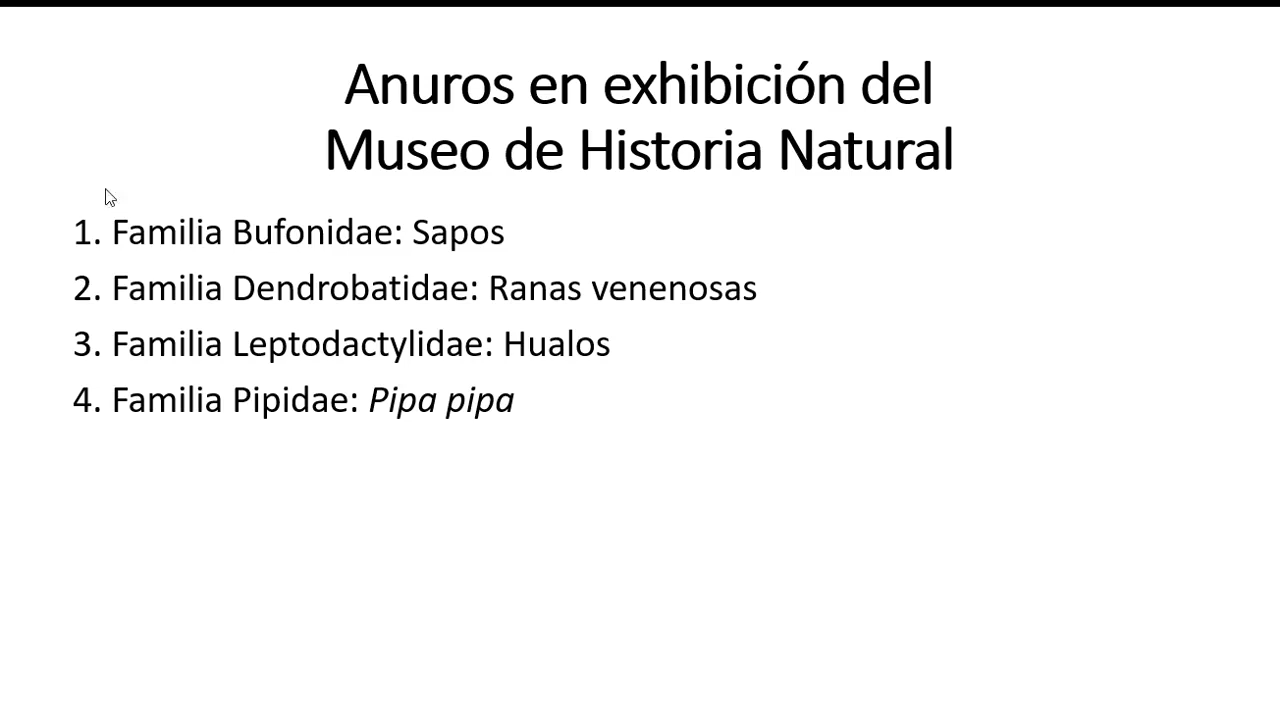 Anuros en exhibición del
Museo de Historia Natural
1. Familia Bufonidae: Sapos
2. Familia Dendrobatidae: Ranas venenosas
3. Familia Leptodactylidae: Hualos
4. Familia Pipidae: Pipa pipa